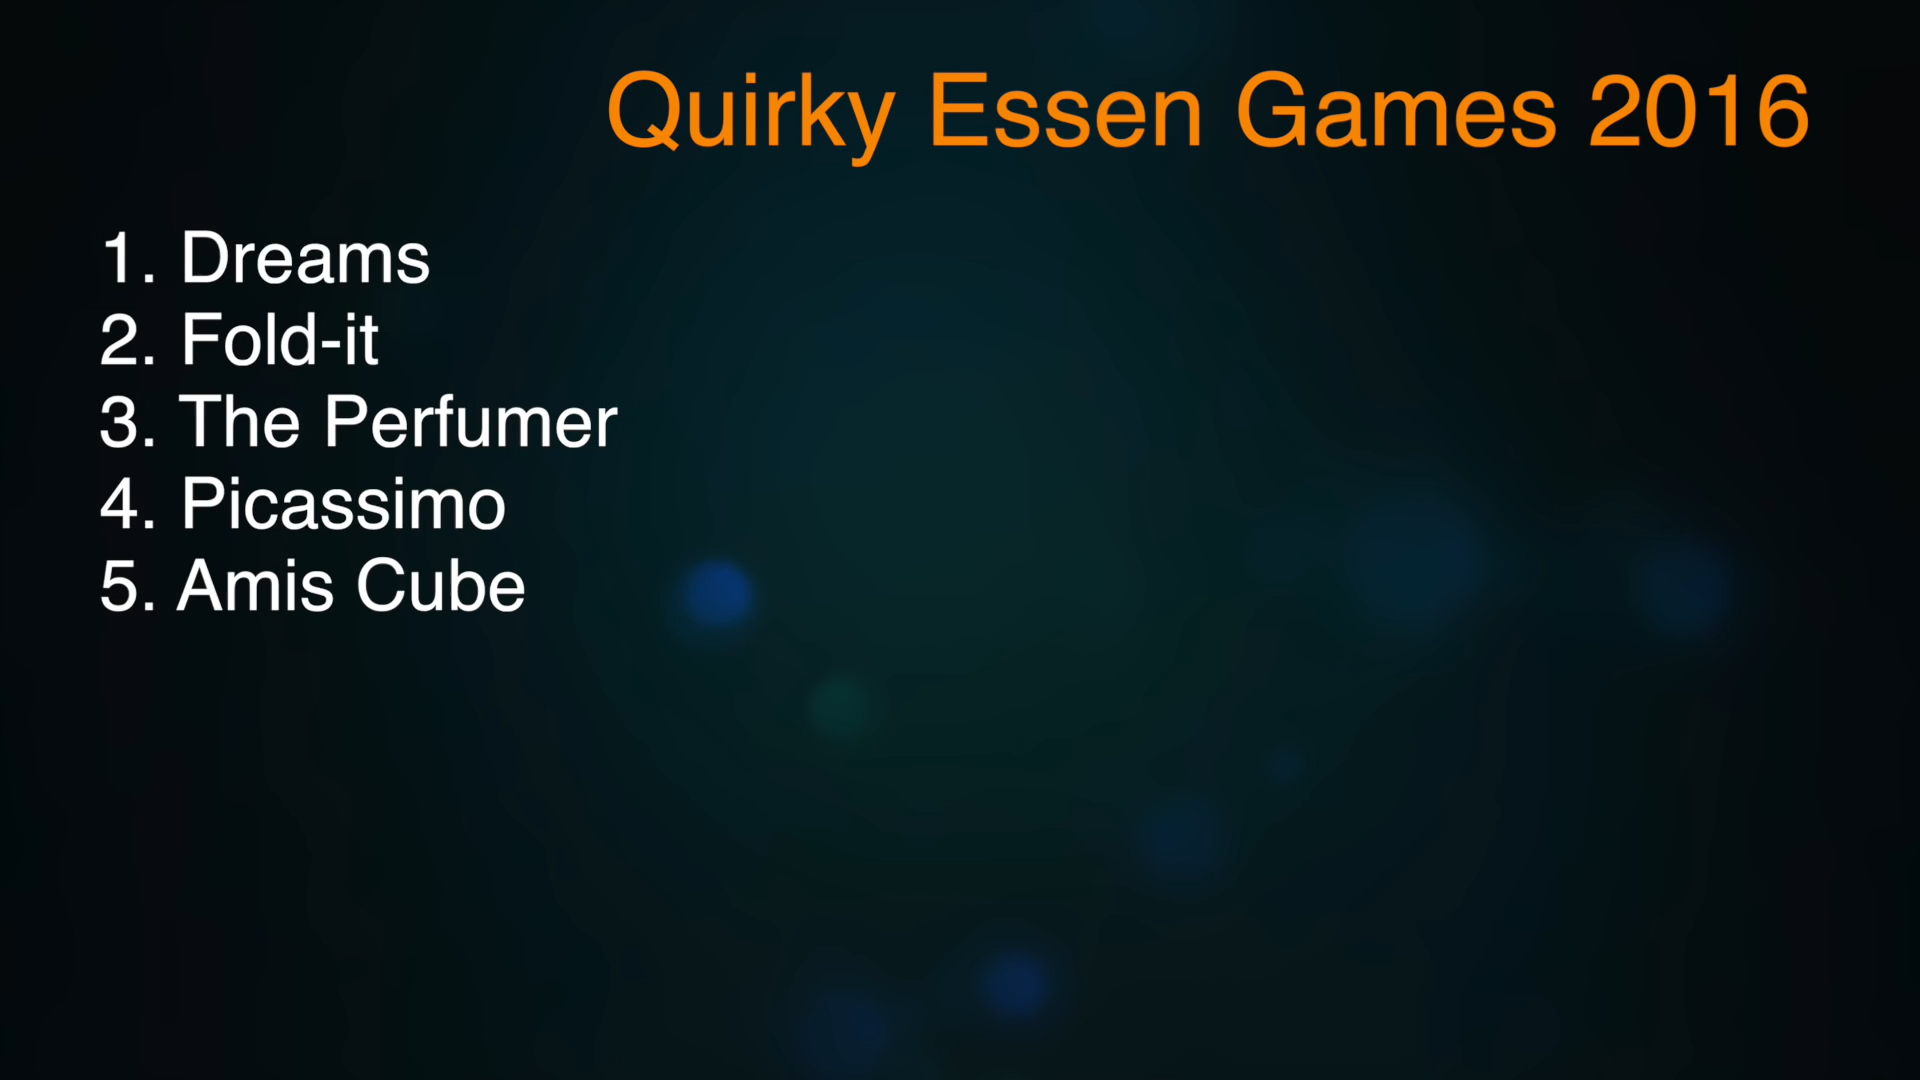 Quirky Essen Games 2016
1. Dreams
2. Fold-it
3. The Perfumer
4. Picassimo
5. Amis Cube